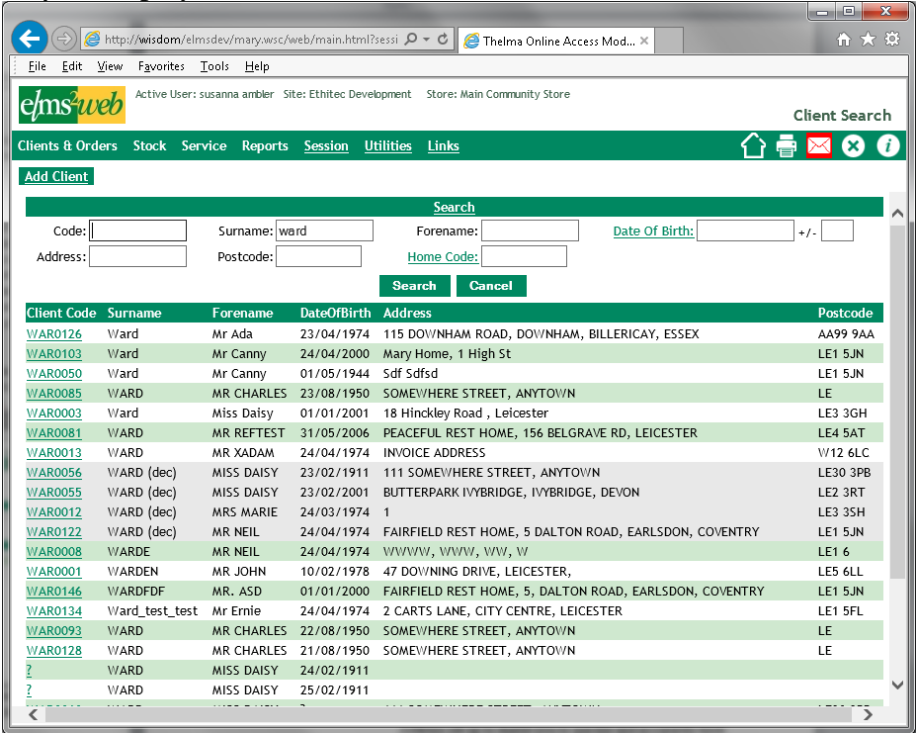 http://wisdom/elmsdev/mary.wsc/web/main.html?sessi
Thelma Online Access Mod...
File Edit View Favorites Tools Help
elms2web
Active User: susanna ambler Site: Ethitec Development Store: Main Community Store
Client Search
Clients & Orders Stock Service Reports Session Utilities Links
Add Client
Search
Code: Surname: ward Forename: Date Of Birth: +/-
Address: Postcode: Home Code:
Search Cancel
Client Code Surname Forename DateOfBirth Address Postcode
WAR0126 Ward Mr Ada 23/04/1974 115 DOWNHAM ROAD, DOWNHAM, BILLERICAY, ESSEX AA99 9AA
WAR0103 Ward Mr Canny 24/04/2000 Mary Home, 1 High St LE1 5JN
WAR0050 Ward Mr Canny 01/05/1944 Sdf Sdfsd LE1 5JN
WAR0085 WARD MR CHARLES 23/08/1950 SOMEWHERE STREET, ANYTOWN LE
WAR0003 Ward Miss Daisy 01/01/2001 18 Hinckley Road , Leicester LE3 3GH
WAR0081 WARD MR REFTEST 31/05/2006 PEACEFUL REST HOME, 156 BELGRAVE RD, LEICESTER LE4 5AT
WAR0013 WARD MR XADAM 24/04/1974 INVOICE ADDRESS W12 6LC
WAR0056 WARD (dec) MISS DAISY 23/02/1911 111 SOMEWHERE STREET, ANYTOWN LE30 3PB
WAR0055 WARD (dec) MISS DAISY 23/02/2001 BUTTERPARK IVYBRIDGE, IVYBRIDGE, DEVON LE2 3RT
WAR0012 WARD (dec) MRS MARIE 24/03/1974 1 LE3 3SH
WAR0122 WARD (dec) MR NEIL 24/04/1974 FAIRFIELD REST HOME, 5 DALTON ROAD, EARLSDON, COVENTRY LE1 5JN
WAR0008 WARDE MR NEIL 24/04/1974 WWWW, WWW, WW, W LE1 6
WAR0001 WARDEN MR JOHN 10/02/1978 47 DOWNING DRIVE, LEICESTER, LE5 6LL
WAR0146 WARDFDF MR. ASD 01/01/2000 FAIRFIELD REST HOME, 5, DALTON ROAD, EARLSDON, COVENTRY LE1 5JN
WAR0134 Ward_test_test Mr Ernie 24/04/1974 2 CARTS LANE, CITY CENTRE, LEICESTER LE1 5FL
WAR0093 WARD MR CHARLES 22/08/1950 SOMEWHERE STREET, ANYTOWN LE
WAR0128 WARD MR CHARLES 21/08/1950 SOMEWHERE STREET, ANYTOWN LE
? WARD MISS DAISY 24/02/1911
? WARD MISS DAISY 25/02/1911